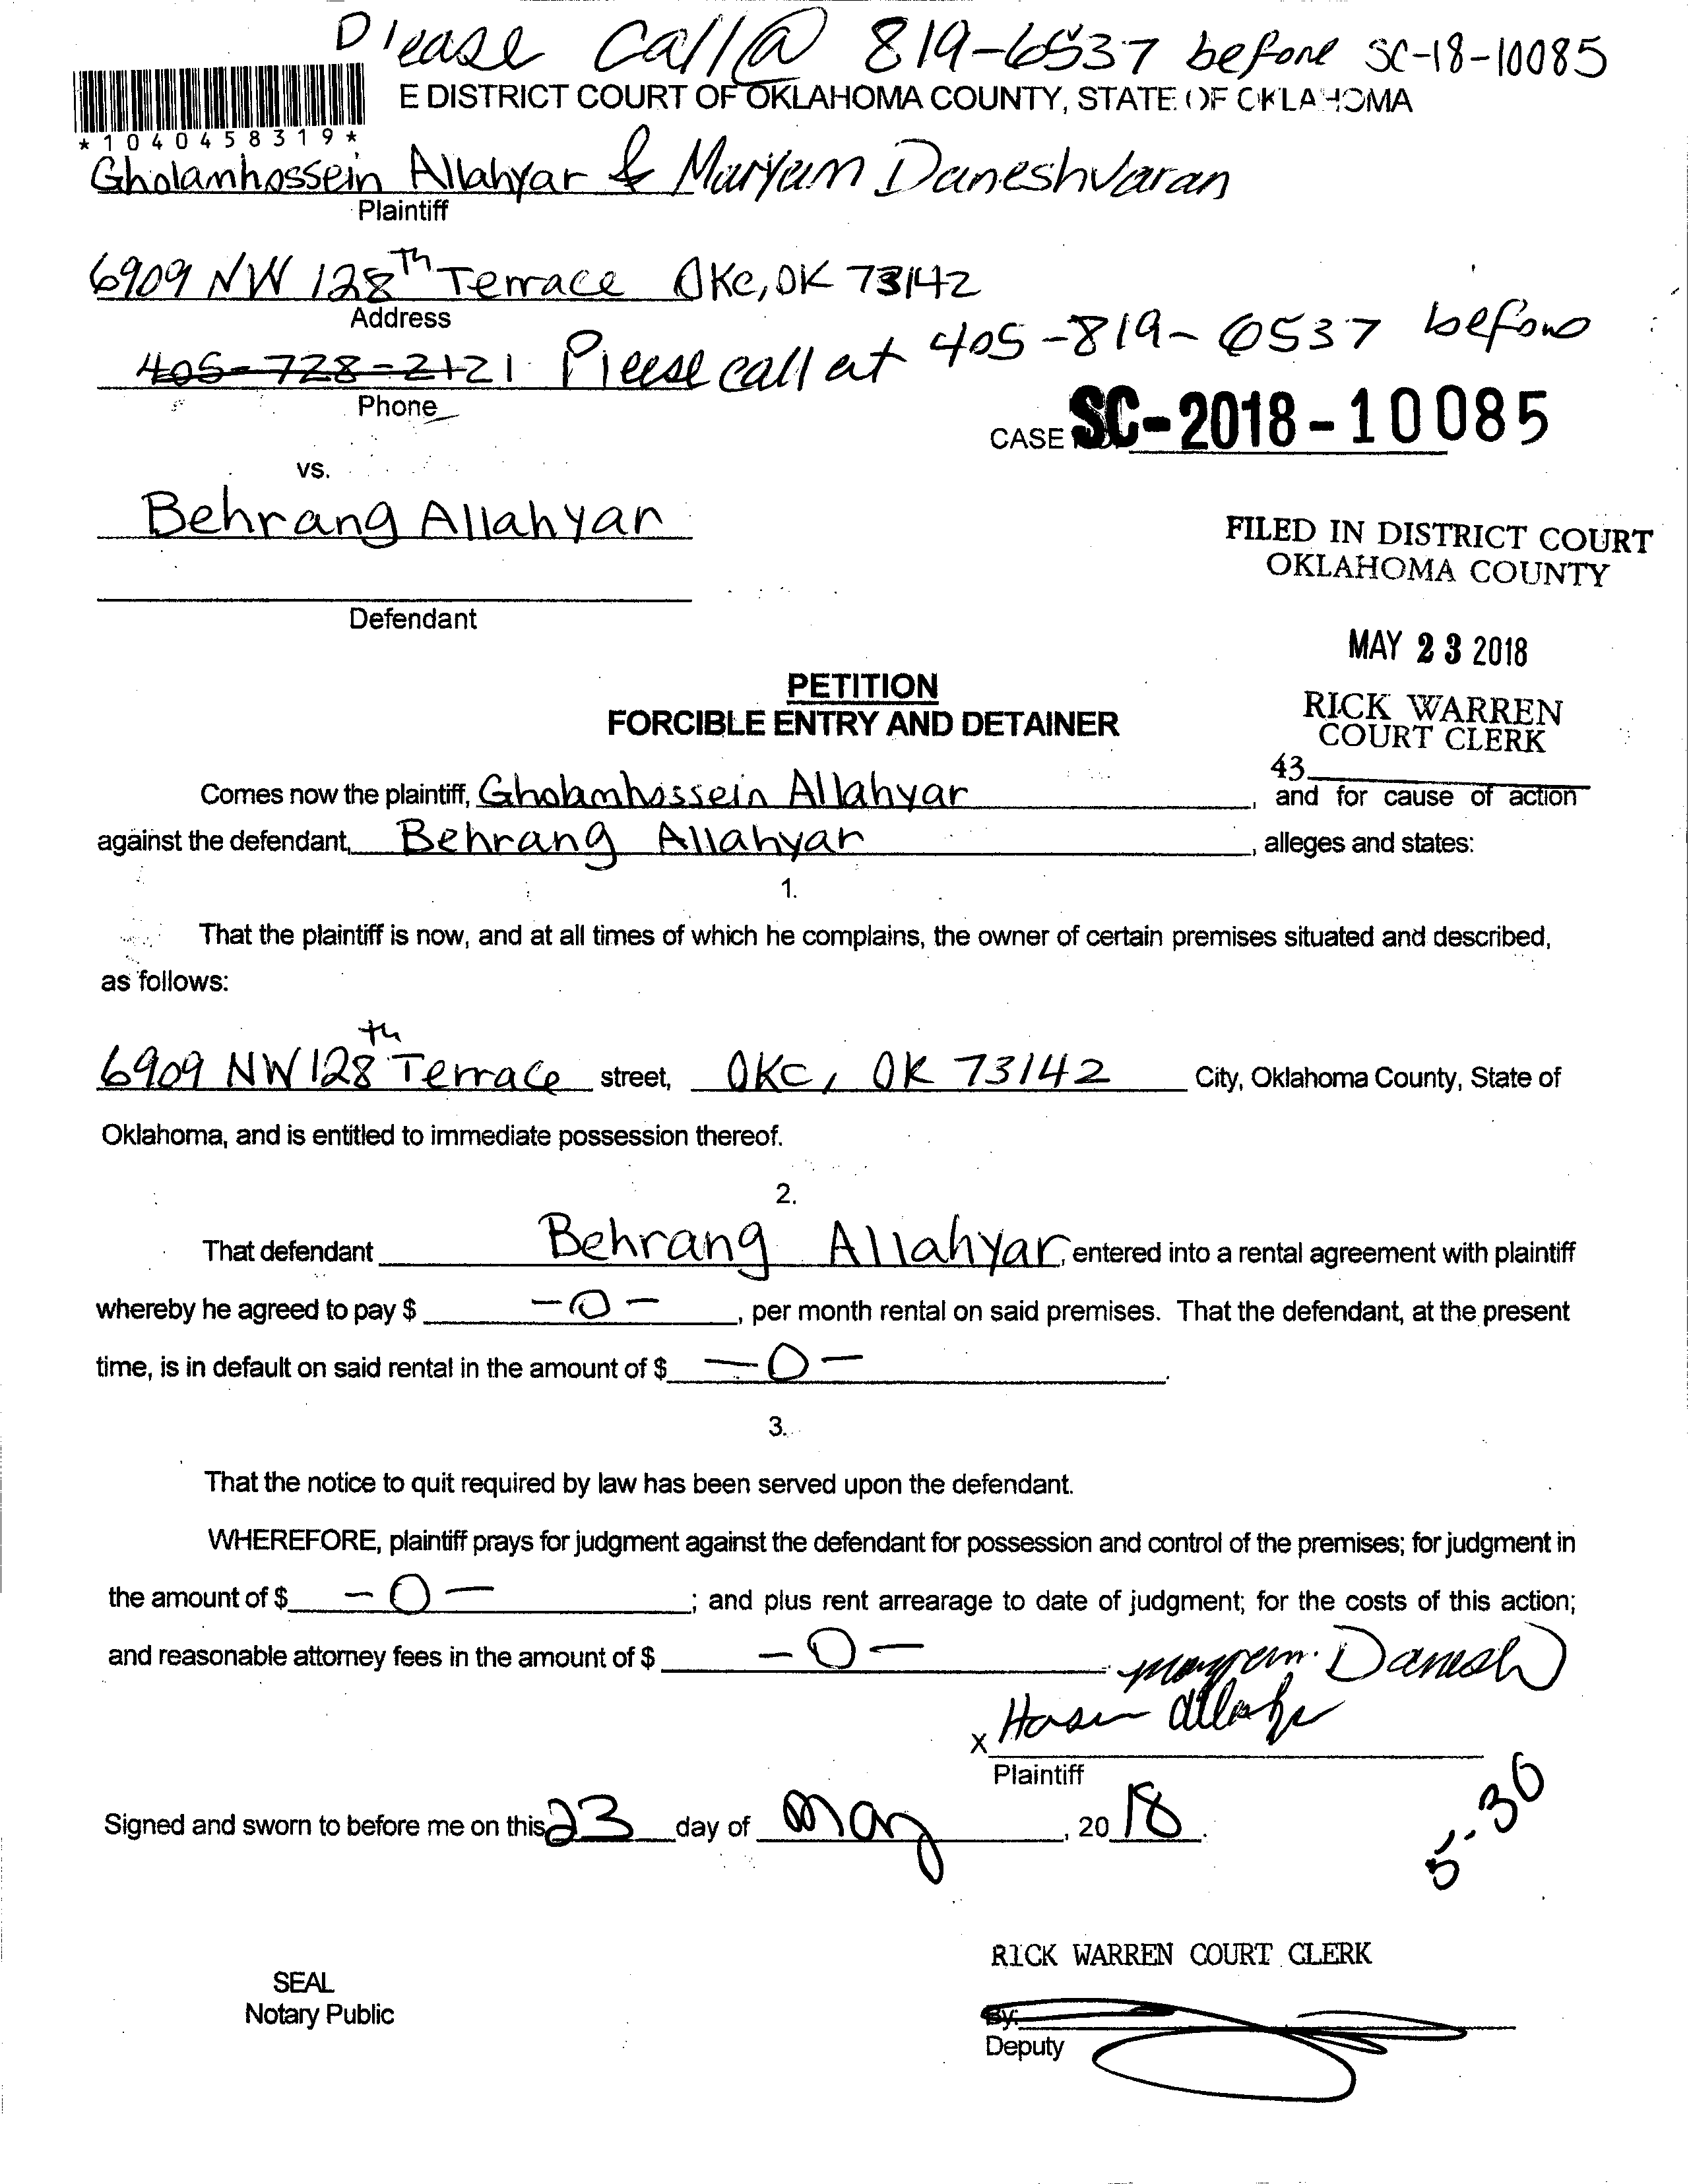 Please Call @ 819-6537 before SC-18-10085
E DISTRICT COURT OF OKLAHOMA COUNTY, STATE OF OKLAHOMA
*1040458319*
Gholamhossein Allahyar & Maryam Daneshvaran
Plaintiff
6909 NW 128th Terrace OKC, OK 73142
Address
405-728-2121 Pleese call at 405-819-6537 before
Phone
CASE SC-2018-10085
vs.
Behrang Allahyar
Defendant
FILED IN DISTRICT COURT
OKLAHOMA COUNTY
MAY 23 2018
RICK WARREN
COURT CLERK
43
PETITION
FORCIBLE ENTRY AND DETAINER
Comes now the plaintiff, Gholamhossein Allahyar, and for cause of action
against the defendant, Behrang Allahyar, alleges and states:
1.
That the plaintiff is now, and at all times of which he complains, the owner of certain premises situated and described,
as follows:
6909 NW 128th Terrace street, OKC, OK 73142 City, Oklahoma County, State of
Oklahoma, and is entitled to immediate possession thereof.
2.
That defendant Behrang Allahyar, entered into a rental agreement with plaintiff
whereby he agreed to pay $ -0-, per month rental on said premises. That the defendant, at the present
time, is in default on said rental in the amount of $ -0-.
3.
That the notice to quit required by law has been served upon the defendant.
WHEREFORE, plaintiff prays for judgment against the defendant for possession and control of the premises; for judgment in
the amount of $ -0-; and plus rent arrearage to date of judgment; for the costs of this action;
and reasonable attorney fees in the amount of $ -0-
Maryam Danesh
X Hosein Allahyar
Plaintiff
Signed and sworn to before me on this 23 day of May, 2018.
5-30
RICK WARREN COURT CLERK
SEAL
Notary Public
By:
Deputy